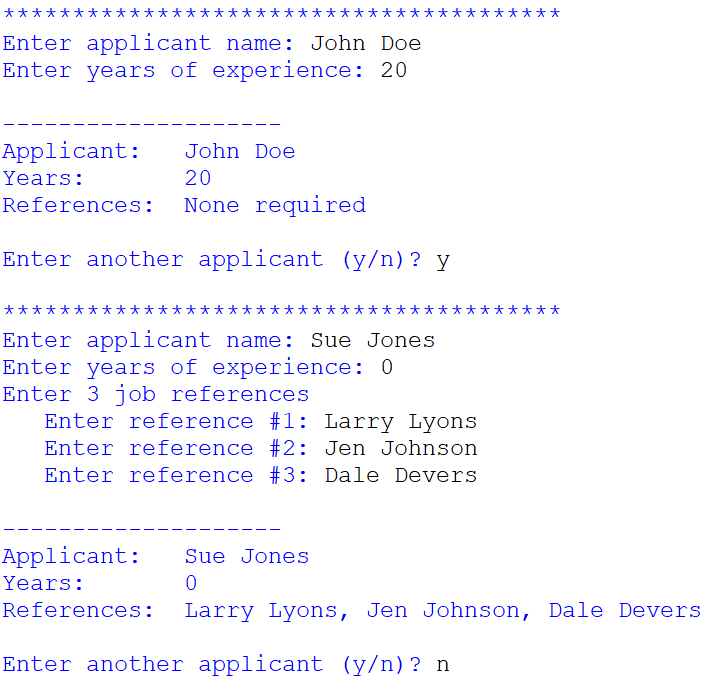 ****************************************
Enter applicant name: John Doe
Enter years of experience: 20
--------------------
Applicant:   John Doe
Years:       20
References:  None required
Enter another applicant (y/n)? y
****************************************
Enter applicant name: Sue Jones
Enter years of experience: 0
Enter 3 job references
   Enter reference #1: Larry Lyons
   Enter reference #2: Jen Johnson
   Enter reference #3: Dale Devers
--------------------
Applicant:   Sue Jones
Years:       0
References:  Larry Lyons, Jen Johnson, Dale Devers
Enter another applicant (y/n)? n